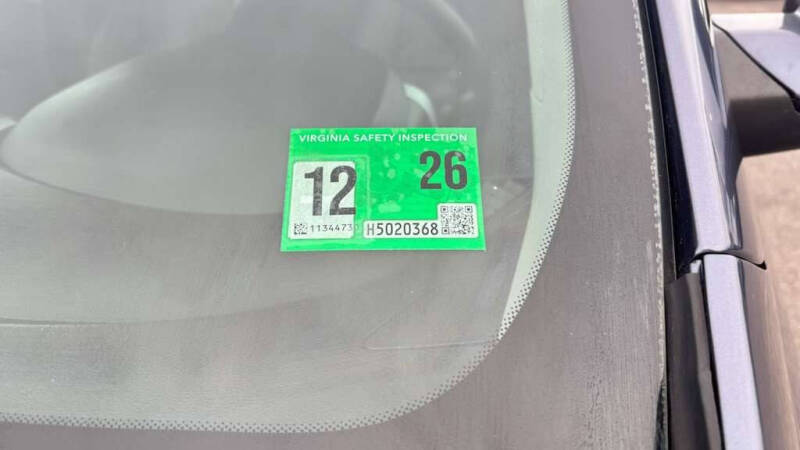 VIRGINIA SAFETY INSPECTION
12 26
1134473 H5020368